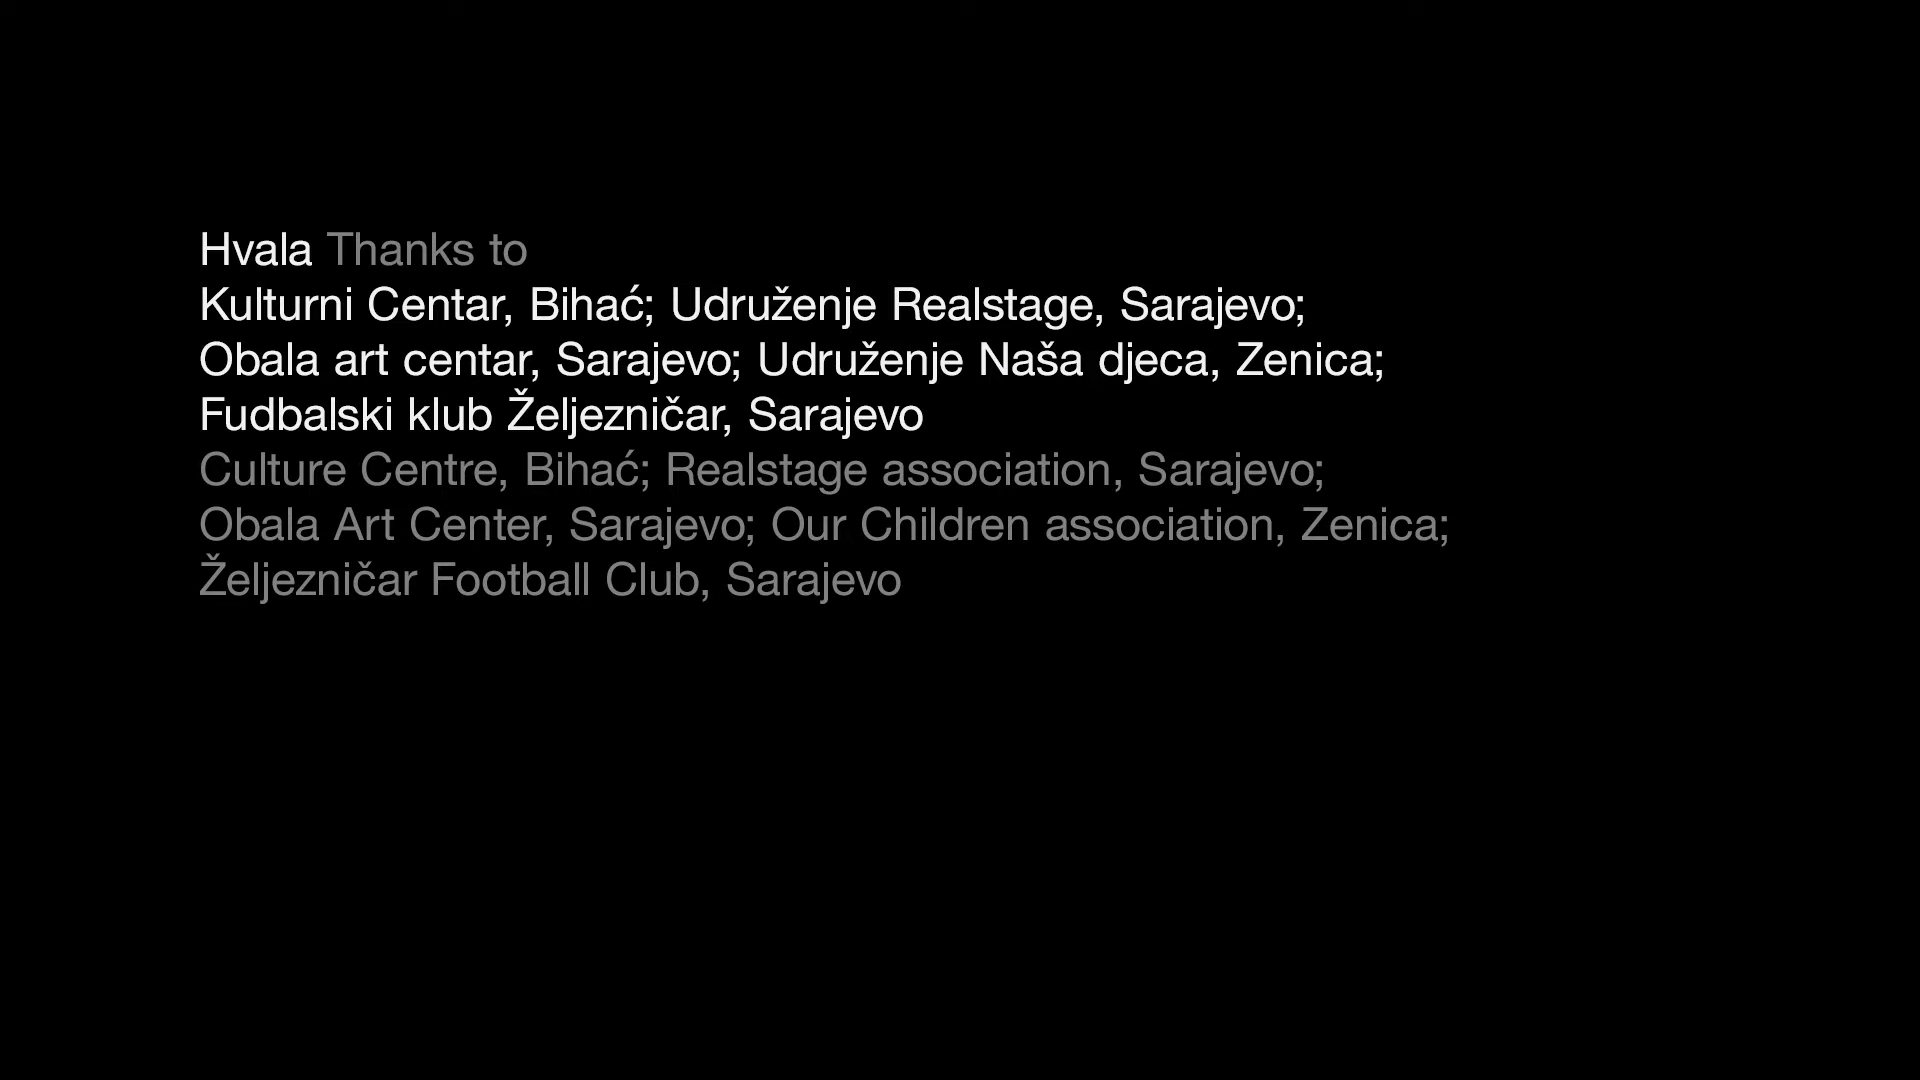 Hvala Thanks to
Kulturni Centar, Bihać; Udruženje Realstage, Sarajevo;
Obala art centar, Sarajevo; Udruženje Naša djeca, Zenica;
Fudbalski klub Željezničar, Sarajevo
Culture Centre, Bihać; Realstage association, Sarajevo;
Obala Art Center, Sarajevo; Our Children association, Zenica;
Željezničar Football Club, Sarajevo